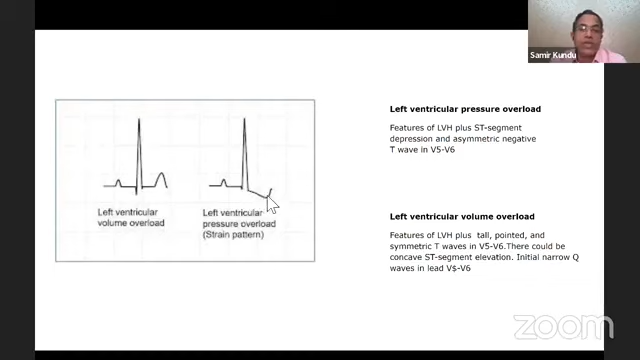 Samir Kundu
Left ventricular pressure overload
Features of LVH plus ST-segment
depression and asymmetric negative
T wave in V5-V6
Left ventricular
volume overload
Left ventricular
pressure overload
(Strain pattern)
Left ventricular volume overload
Features of LVH plus tall, pointed, and
symmetric T waves in V5-V6.There could be
concave ST-segment elevation. Initial narrow Q
waves in lead V$-V6
zoom